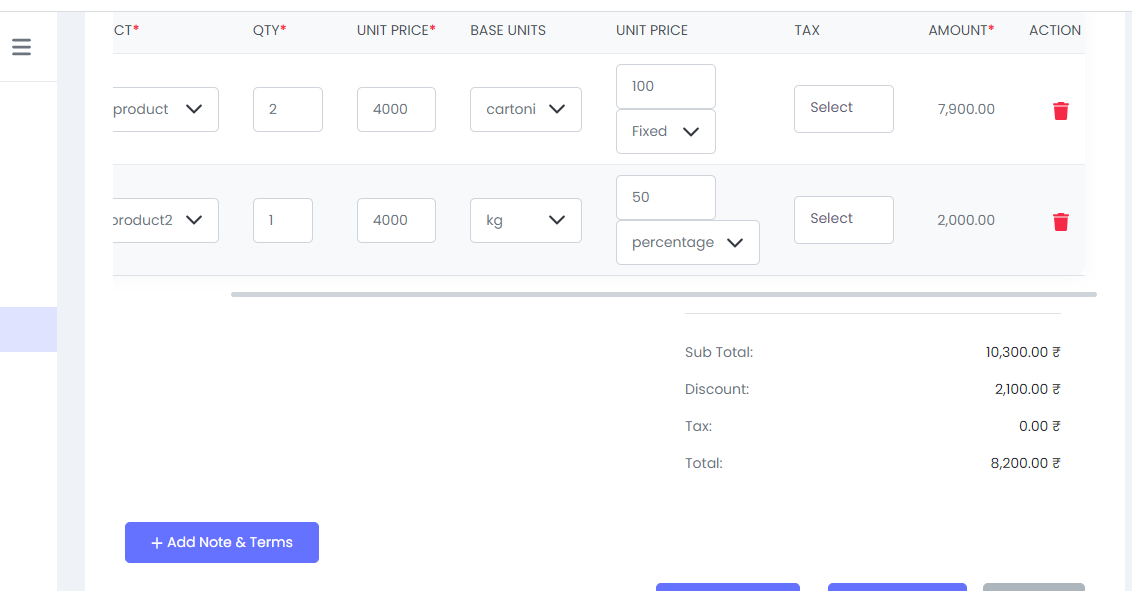 CT* QTY* UNIT PRICE* BASE UNITS UNIT PRICE TAX AMOUNT* ACTION
100
product 2 4000 cartoni Select 7,900.00
Fixed
50
product2 1 4000 kg Select 2,000.00
percentage
Sub Total: 10,300.00 ₹
Discount: 2,100.00 ₹
Tax: 0.00 ₹
Total: 8,200.00 ₹
+ Add Note & Terms